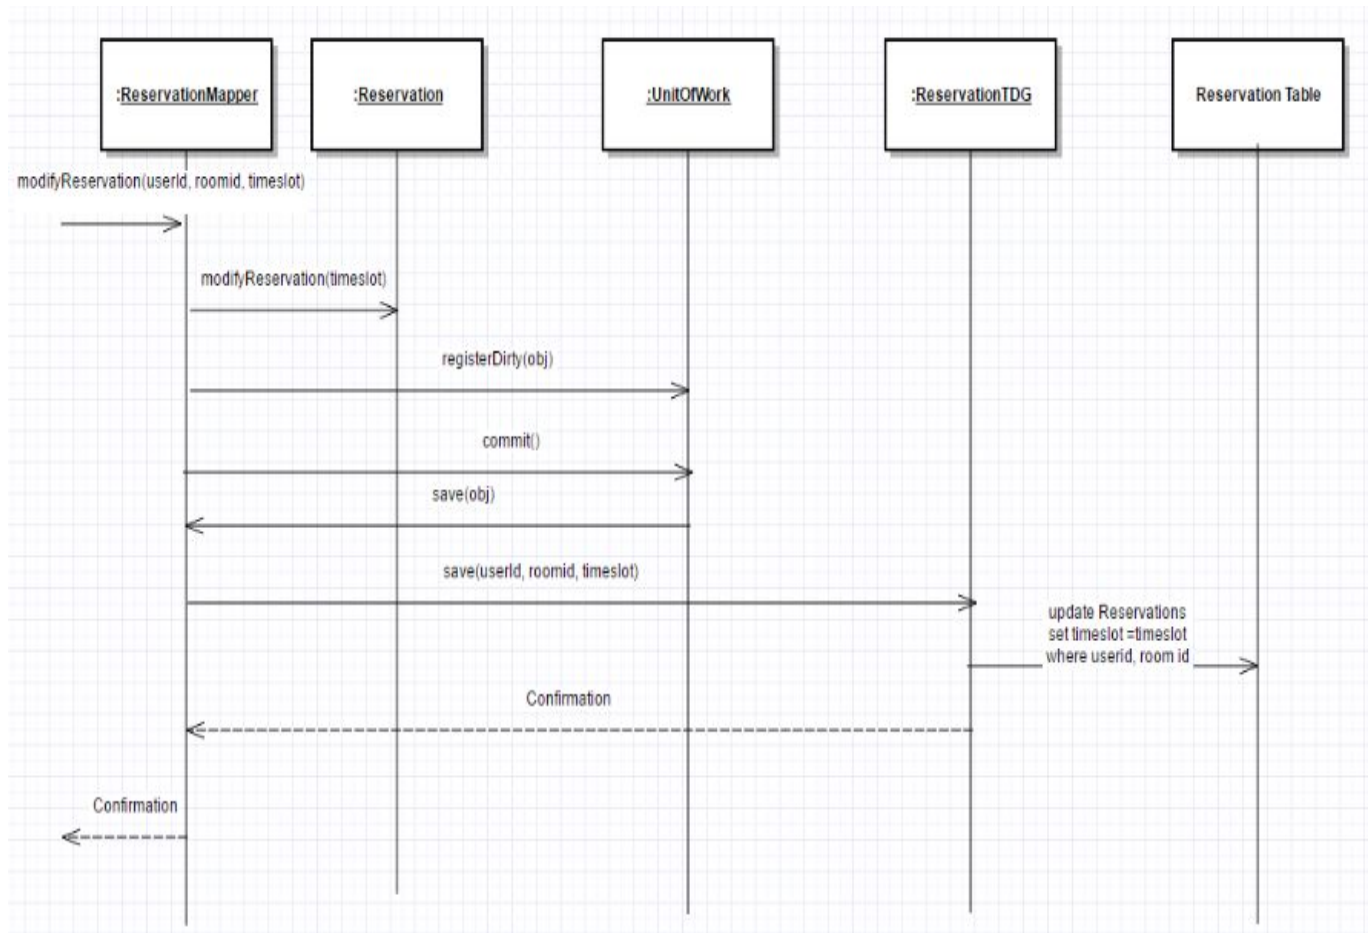 :ReservationMapper
:Reservation
:UnitOfWork
:ReservationTDG
Reservation Table
modifyReservation(userId, roomid, timeslot)
modifyReservation(timeslot)
registerDirty(obj)
commit()
save(obj)
save(userId, roomid, timeslot)
update Reservations
set timeslot =timeslot
where userid, room id
Confirmation
Confirmation